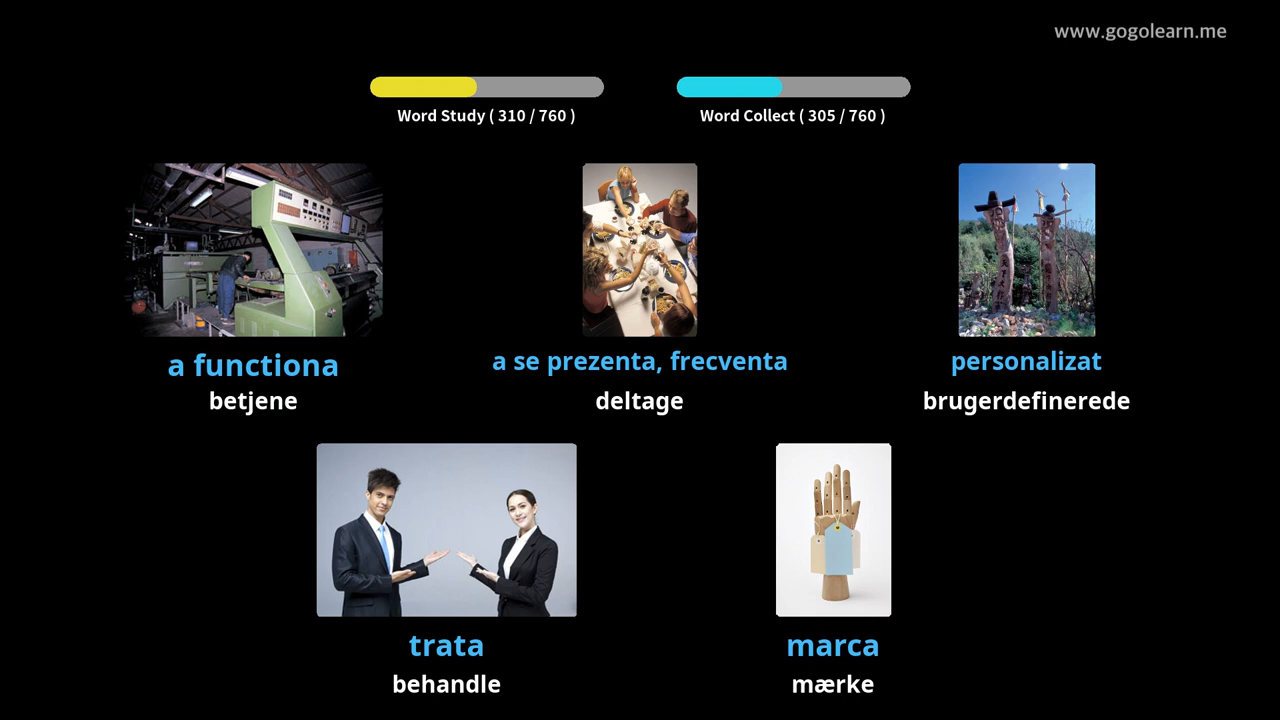 www.gogolearn.me
Word Study ( 310 / 760 )
Word Collect ( 305 / 760 )
a functiona
betjene
a se prezenta, frecventa
deltage
personalizat
brugerdefinerede
trata
behandle
marca
mærke